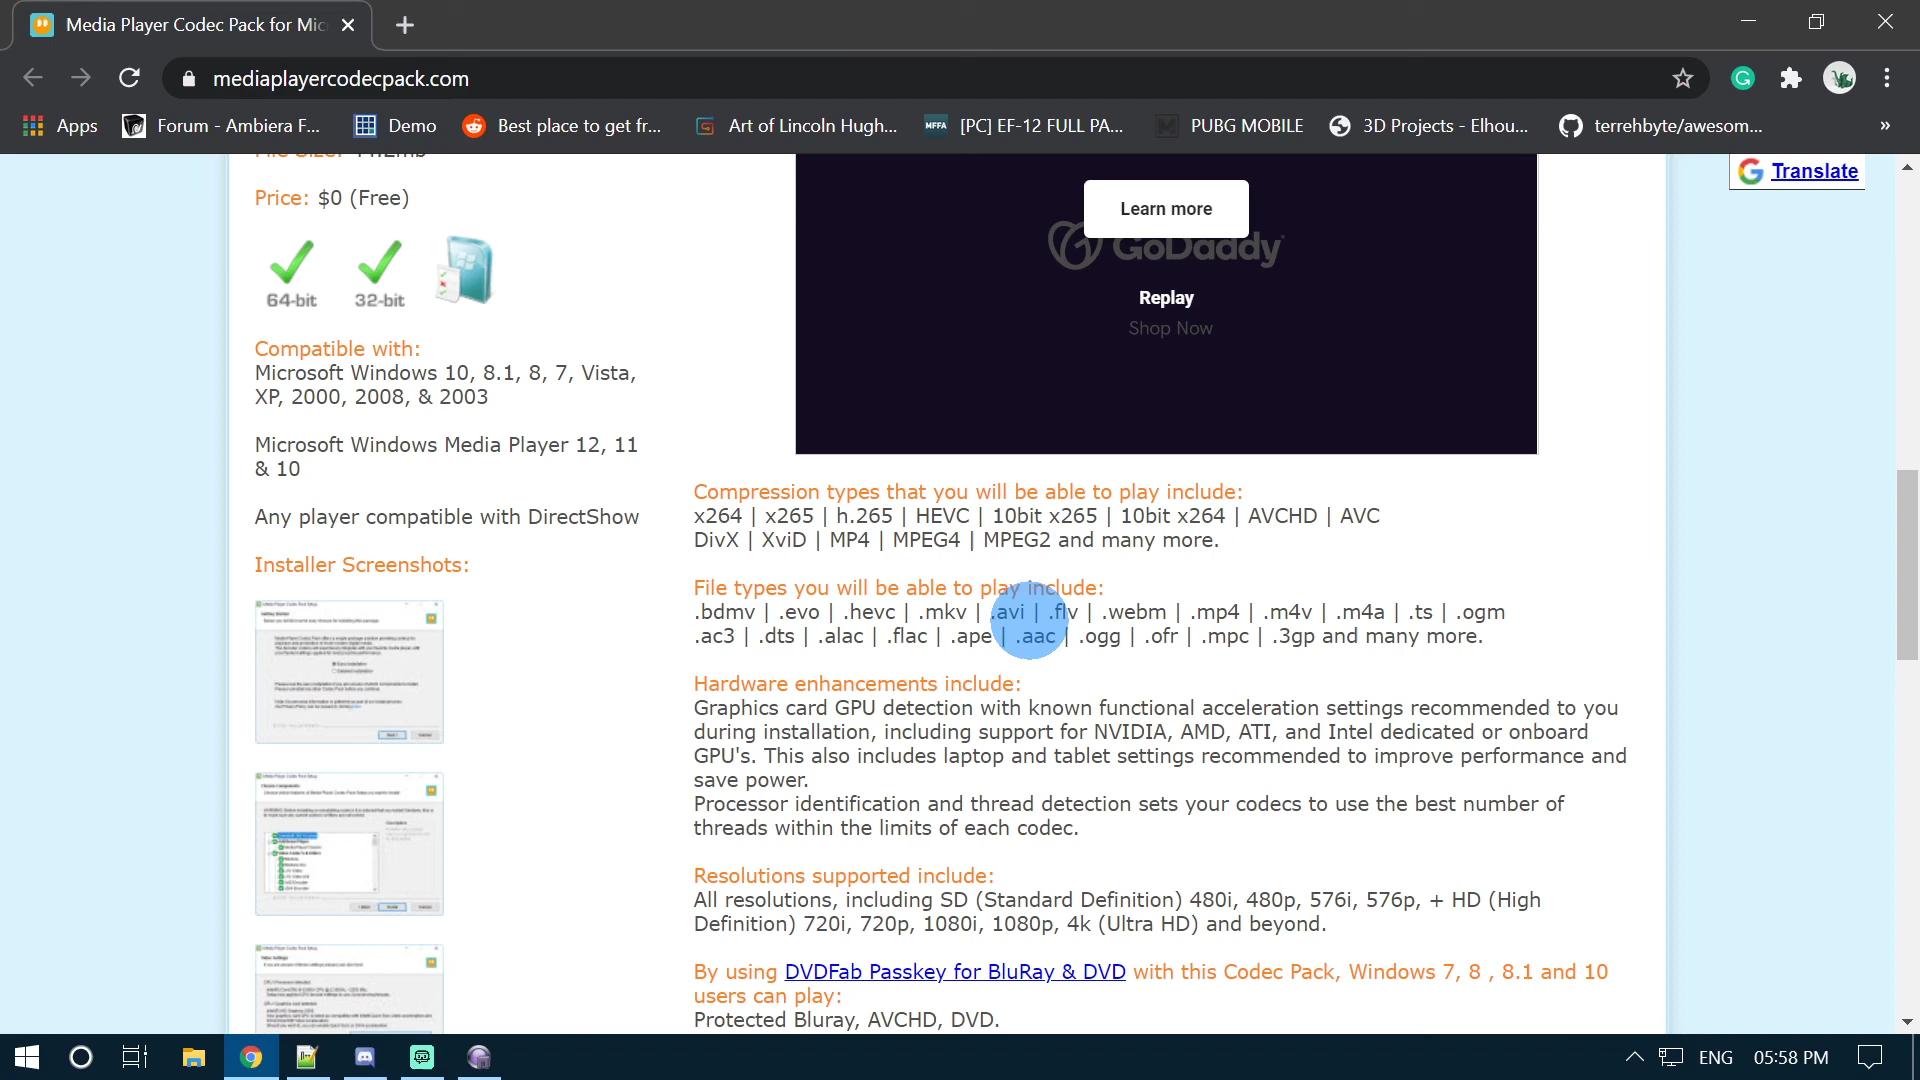 Media Player Codec Pack for Mic
mediaplayercodecpack.com
Apps
Forum - Ambiera F...
Demo
Best place to get fr...
Art of Lincoln Hugh...
MFFA
[PC] EF-12 FULL PA...
PUBG MOBILE
3D Projects - Elhou...
terrehbyte/awesom...
»
Translate
Price: $0 (Free)
64-bit
32-bit
Compatible with:
Microsoft Windows 10, 8.1, 8, 7, Vista,
XP, 2000, 2008, & 2003
Microsoft Windows Media Player 12, 11
& 10
Any player compatible with DirectShow
Installer Screenshots:
Learn more
GoDaddy
Replay
Shop Now
Compression types that you will be able to play include:
x264 | x265 | h.265 | HEVC | 10bit x265 | 10bit x264 | AVCHD | AVC
DivX | XviD | MP4 | MPEG4 | MPEG2 and many more.
File types you will be able to play include:
.bdmv | .evo | .hevc | .mkv | .avi | .flv | .webm | .mp4 | .m4v | .m4a | .ts | .ogm
.ac3 | .dts | .alac | .flac | .ape | .aac | .ogg | .ofr | .mpc | .3gp and many more.
Hardware enhancements include:
Graphics card GPU detection with known functional acceleration settings recommended to you
during installation, including support for NVIDIA, AMD, ATI, and Intel dedicated or onboard
GPU's. This also includes laptop and tablet settings recommended to improve performance and
save power.
Processor identification and thread detection sets your codecs to use the best number of
threads within the limits of each codec.
Resolutions supported include:
All resolutions, including SD (Standard Definition) 480i, 480p, 576i, 576p, + HD (High
Definition) 720i, 720p, 1080i, 1080p, 4k (Ultra HD) and beyond.
By using DVDFab Passkey for BluRay & DVD with this Codec Pack, Windows 7, 8 , 8.1 and 10
users can play:
Protected Bluray, AVCHD, DVD.
ENG
05:58 PM